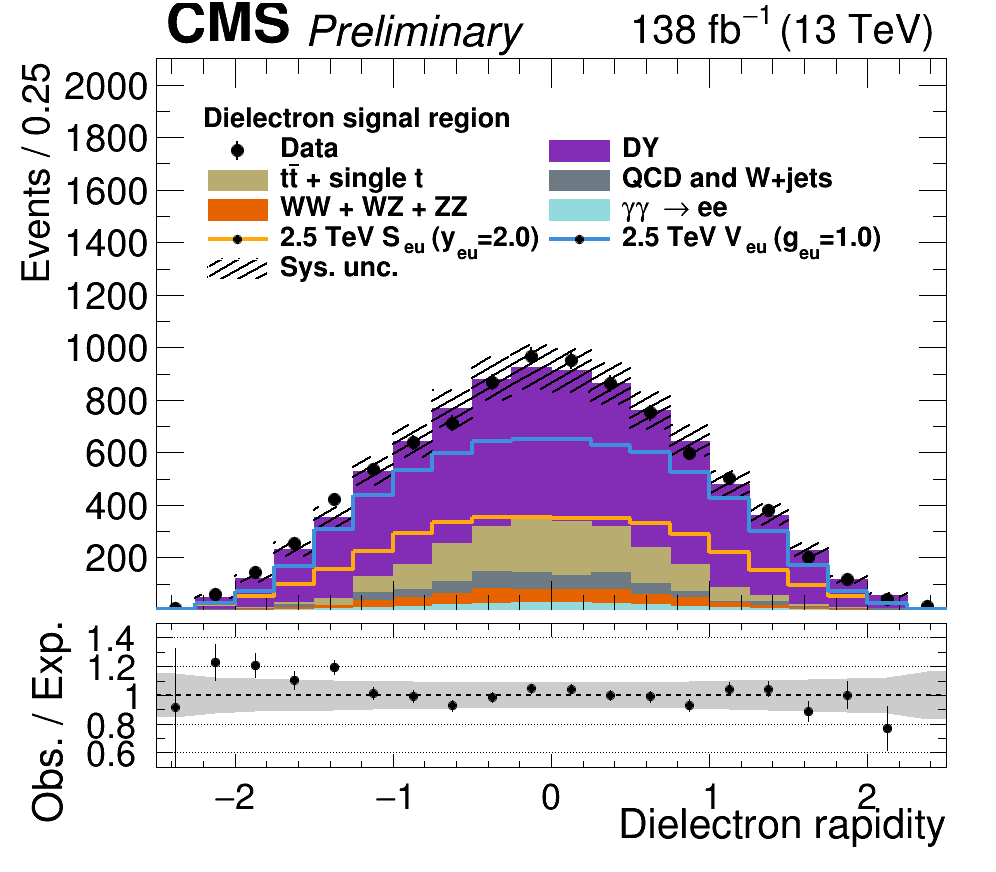 CMS Preliminary 138 fb⁻¹ (13 TeV)
Events / 0.25
2000
1800
1600
1400
1200
1000
800
600
400
200
Dielectron signal region
Data
DY
tt̄ + single t
QCD and W+jets
WW + WZ + ZZ
γγ → ee
2.5 TeV S_eu (y_eu=2.0)
2.5 TeV V_eu (g_eu=1.0)
Sys. unc.
Obs. / Exp.
1.4
1.2
1
0.8
0.6
−2 −1 0 1 2
Dielectron rapidity